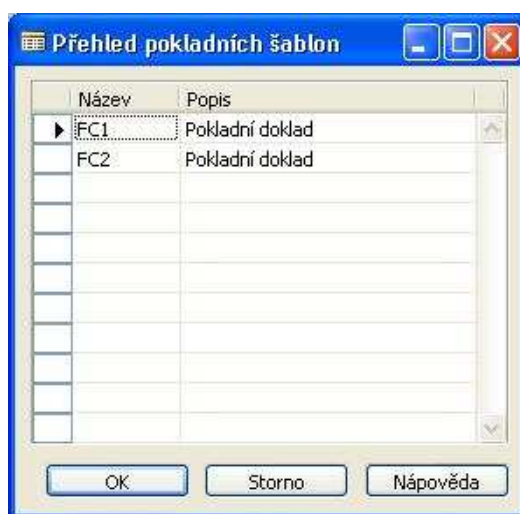 Přehled pokladních šablon
Název Popis
FC1 Pokladní doklad
FC2 Pokladní doklad
OK Storno Nápověda